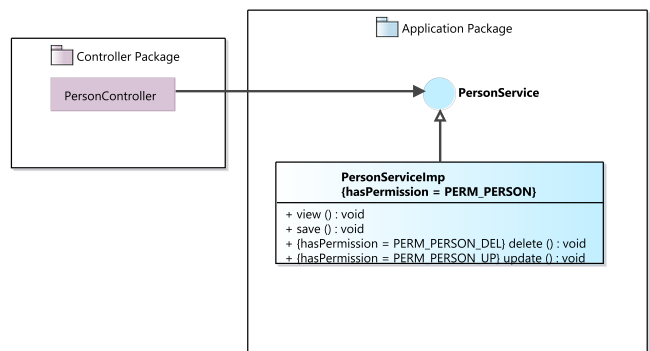 Application Package
Controller Package
PersonController
PersonService
PersonServiceImp
{hasPermission = PERM_PERSON}
+ view () : void
+ save () : void
+ {hasPermission = PERM_PERSON_DEL} delete () : void
+ {hasPermission = PERM_PERSON_UP} update () : void